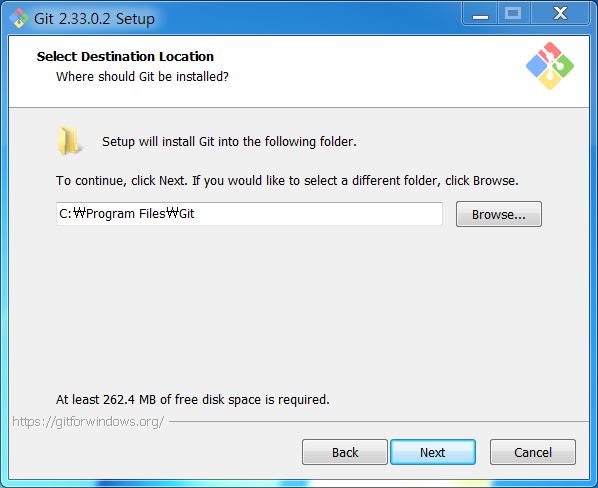 Git 2.33.0.2 Setup
Select Destination Location
Where should Git be installed?
Setup will install Git into the following folder.
To continue, click Next. If you would like to select a different folder, click Browse.
C:₩Program Files₩Git
Browse...
At least 262.4 MB of free disk space is required.
https://gitforwindows.org/
Back
Next
Cancel